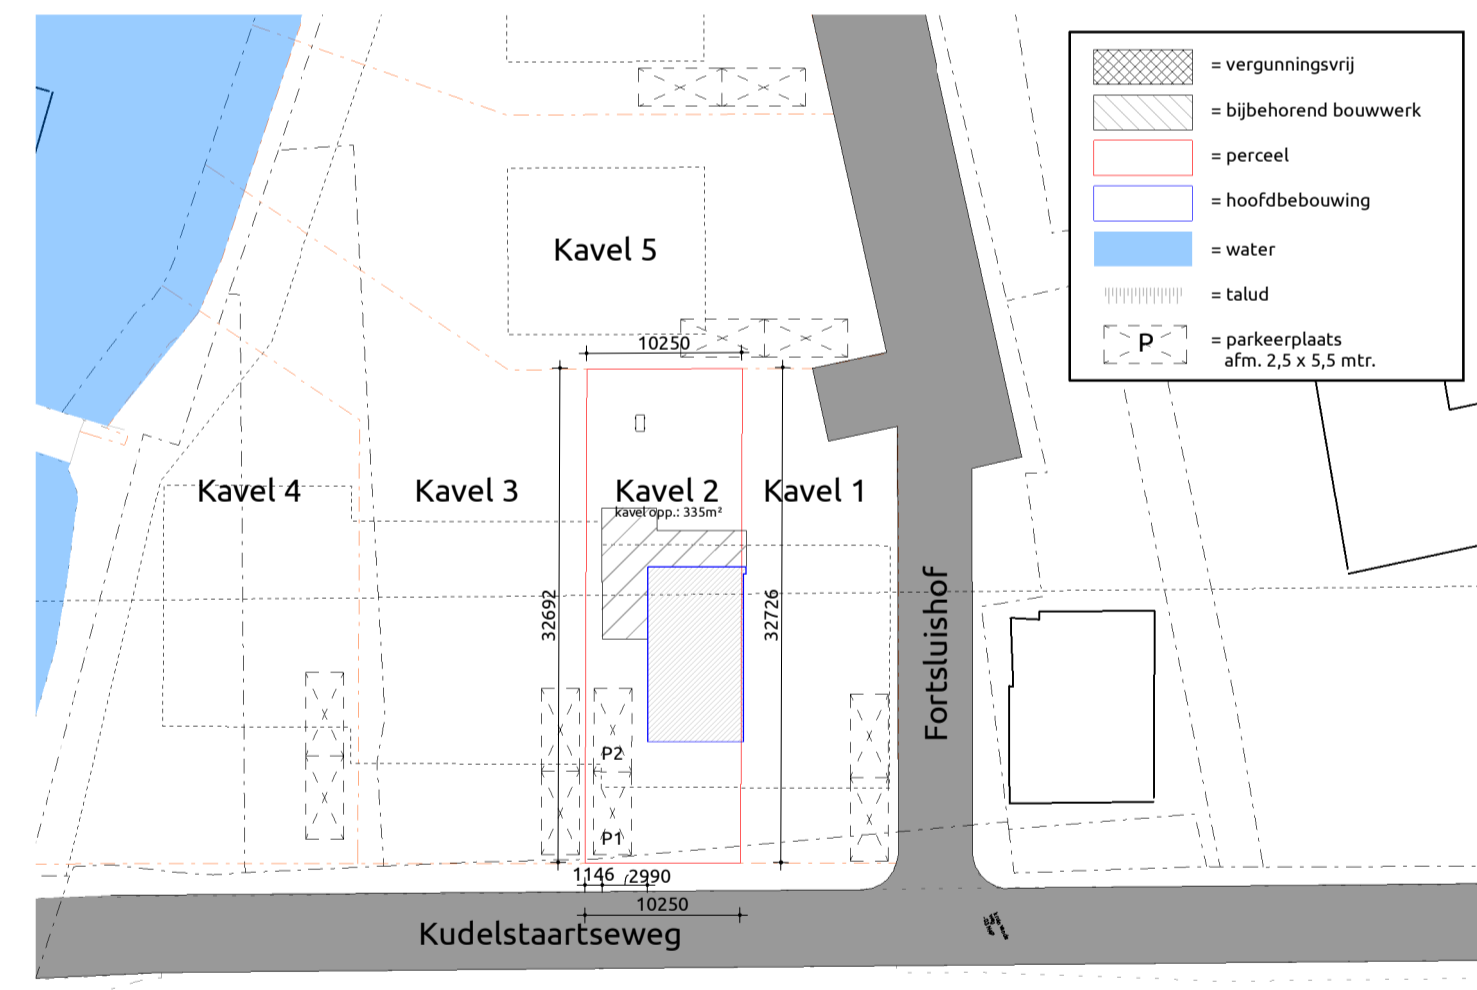 = vergunningsvrij
= bijbehorend bouwwerk
= perceel
= hoofdbebouwing
= water
= talud
P
= parkeerplaats
afm. 2,5 x 5,5 mtr.
Kavel 5
10250
Kavel 4
Kavel 3
Kavel 2
Kavel 1
kavel opp.: 335m²
32692
32726
Fortsluishof
P2
P1
1146
2990
10250
Kudelstaartseweg